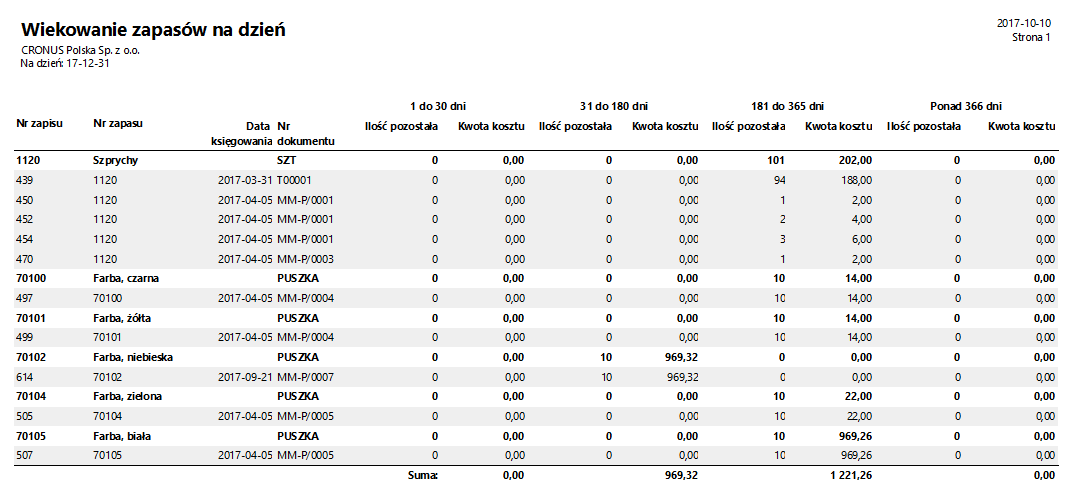 Wiekowanie zapasów na dzień
2017-10-10
CRONUS Polska Sp. z o.o.
Strona 1
Na dzień: 17-12-31
1 do 30 dni 31 do 180 dni 181 do 365 dni Ponad 366 dni
Nr zapisu Nr zapasu Data księgowania Nr dokumentu Ilość pozostała Kwota kosztu Ilość pozostała Kwota kosztu Ilość pozostała Kwota kosztu Ilość pozostała Kwota kosztu
1120 Szprychy SZT 0 0,00 0 0,00 101 202,00 0 0,00
439 1120 2017-03-31 T00001 0 0,00 0 0,00 94 188,00 0 0,00
450 1120 2017-04-05 MM-P/0001 0 0,00 0 0,00 1 2,00 0 0,00
452 1120 2017-04-05 MM-P/0001 0 0,00 0 0,00 2 4,00 0 0,00
454 1120 2017-04-05 MM-P/0001 0 0,00 0 0,00 3 6,00 0 0,00
470 1120 2017-04-05 MM-P/0003 0 0,00 0 0,00 1 2,00 0 0,00
70100 Farba, czarna PUSZKA 0 0,00 0 0,00 10 14,00 0 0,00
497 70100 2017-04-05 MM-P/0004 0 0,00 0 0,00 10 14,00 0 0,00
70101 Farba, żółta PUSZKA 0 0,00 0 0,00 10 14,00 0 0,00
499 70101 2017-04-05 MM-P/0004 0 0,00 0 0,00 10 14,00 0 0,00
70102 Farba, niebieska PUSZKA 0 0,00 10 969,32 0 0,00 0 0,00
614 70102 2017-09-21 MM-P/0007 0 0,00 10 969,32 0 0,00 0 0,00
70104 Farba, zielona PUSZKA 0 0,00 0 0,00 10 22,00 0 0,00
505 70104 2017-04-05 MM-P/0005 0 0,00 0 0,00 10 22,00 0 0,00
70105 Farba, biała PUSZKA 0 0,00 0 0,00 10 969,26 0 0,00
507 70105 2017-04-05 MM-P/0005 0 0,00 0 0,00 10 969,26 0 0,00
Suma: 0,00 969,32 1 221,26 0,00